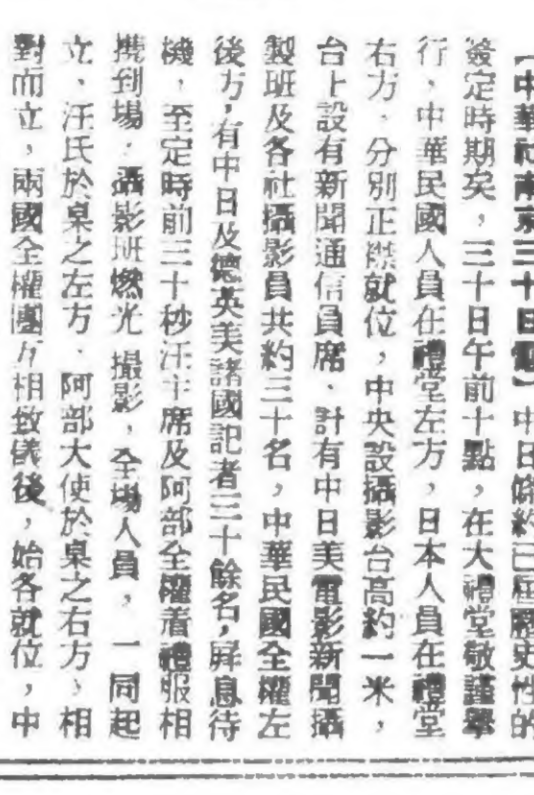 【中華社南京三十日電】中日條約已屆歷史性的
簽定時期矣，三十日午前十點，在大禮堂敬謹舉
行，中華民國人員在禮堂左方，日本人員在禮堂
右方，分別正襟就位，中央設攝影台高約一米，
台上設有新聞通信員席，計有中日美電影新聞攝
製班及各社攝影員共約三十名，中華民國全權左
後方，有中日及德英美諸國記者三十餘名，屏息待
機，至定時前三十秒汪主席及阿部全權着禮服相
携到場，攝影班燃光撮影，全場人員，一同起
立，汪氏於桌之左方，阿部大使於桌之右方，相
對而立，兩國全權團互相致儀後，始各就位，中